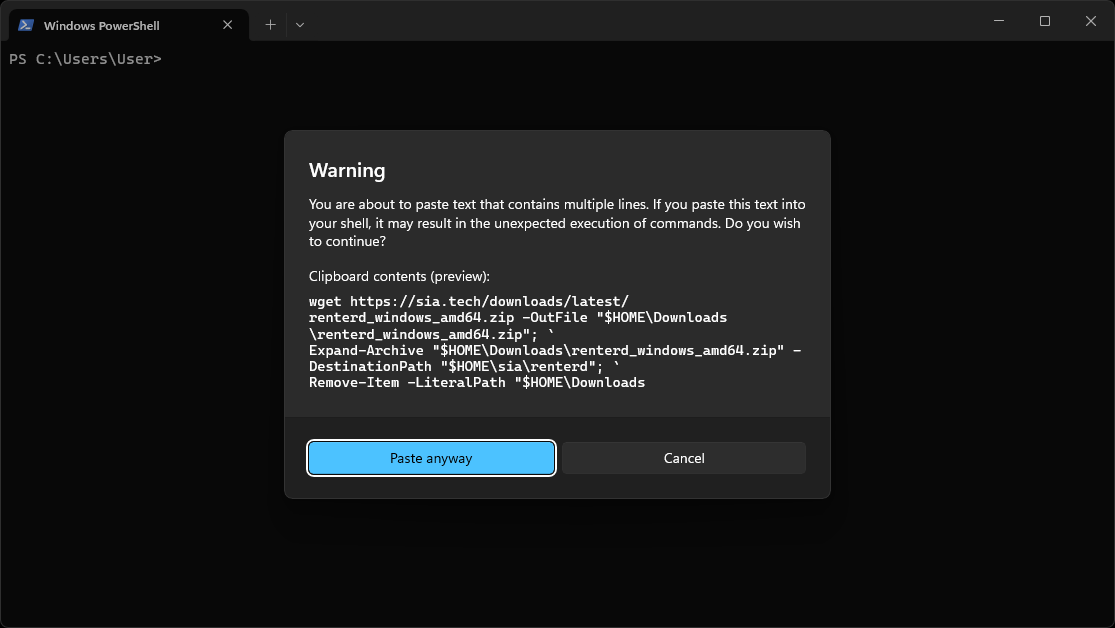 Windows PowerShell
PS C:\Users\User>
Warning
You are about to paste text that contains multiple lines. If you paste this text into
your shell, it may result in the unexpected execution of commands. Do you wish
to continue?
Clipboard contents (preview):
wget https://sia.tech/downloads/latest/
renterd_windows_amd64.zip -OutFile "$HOME\Downloads
\renterd_windows_amd64.zip"; `
Expand-Archive "$HOME\Downloads\renterd_windows_amd64.zip" -
DestinationPath "$HOME\sia\renterd"; `
Remove-Item -LiteralPath "$HOME\Downloads
Paste anyway
Cancel